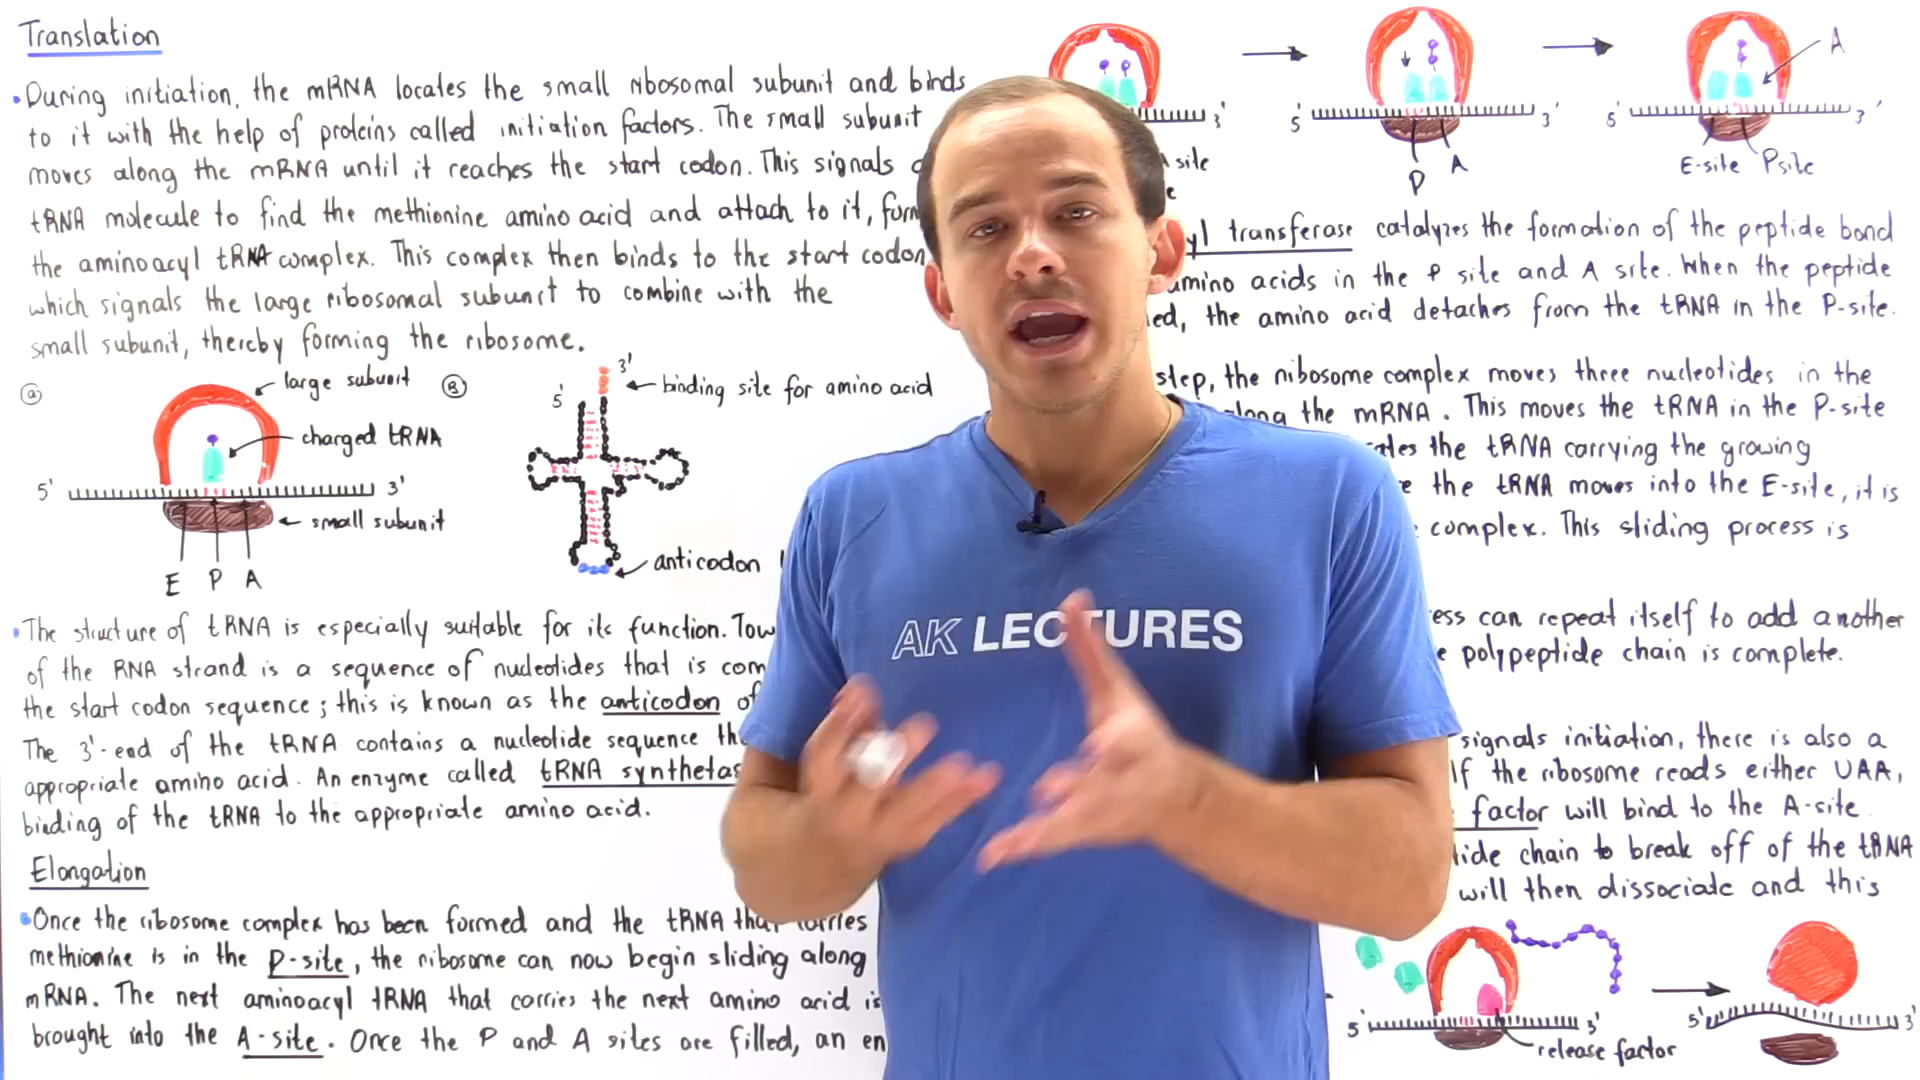 Translation
• During initiation, the mRNA locates the small ribosomal subunit and binds
to it with the help of proteins called initiation factors. The small subunit
moves along the mRNA until it reaches the start codon. This signals
tRNA molecule to find the methionine amino acid and attach to it,
the aminoacyl tRNA complex. This complex then binds to the start codon
which signals the large ribosomal subunit to combine with the
small subunit, thereby forming the ribosome.
a
large subunit
charged tRNA
5' 3'
small subunit
E P A
B
5' 3'
binding site for amino acid
anticodon
• The structure of tRNA is especially suitable for its function.
of the RNA strand is a sequence of nucleotides that is
the start codon sequence; this is known as the anticodon of
The 3'-end of the tRNA contains a nucleotide sequence
appropriate amino acid. An enzyme called tRNA
binding of the tRNA to the appropriate amino acid.
Elongation
• Once the ribosome complex has been formed and the tRNA that carries
methionine is in the P-site, the ribosome can now begin sliding along
mRNA. The next aminoacyl tRNA that carries the next amino acid is
brought into the A-site. Once the P and A sites are filled, an
3'
site
5' 3'
P A
5' 3'
A
E-site P site
transferase catalyzes the formation of the peptide bond
amino acids in the P site and A site. When the peptide
the amino acid detaches from the tRNA in the P-site.
step, the ribosome complex moves three nucleotides in the
along the mRNA. This moves the tRNA in the P-site
the tRNA carrying the growing
the tRNA moves into the E-site, it is
complex. This sliding process is
can repeat itself to add another
polypeptide chain is complete.
signals initiation, there is also a
If the ribosome reads either UAA,
factor will bind to the A-site
chain to break off of the tRNA
will then dissociate and this
5' 3'
release factor
5' 3'
AK LECTURES